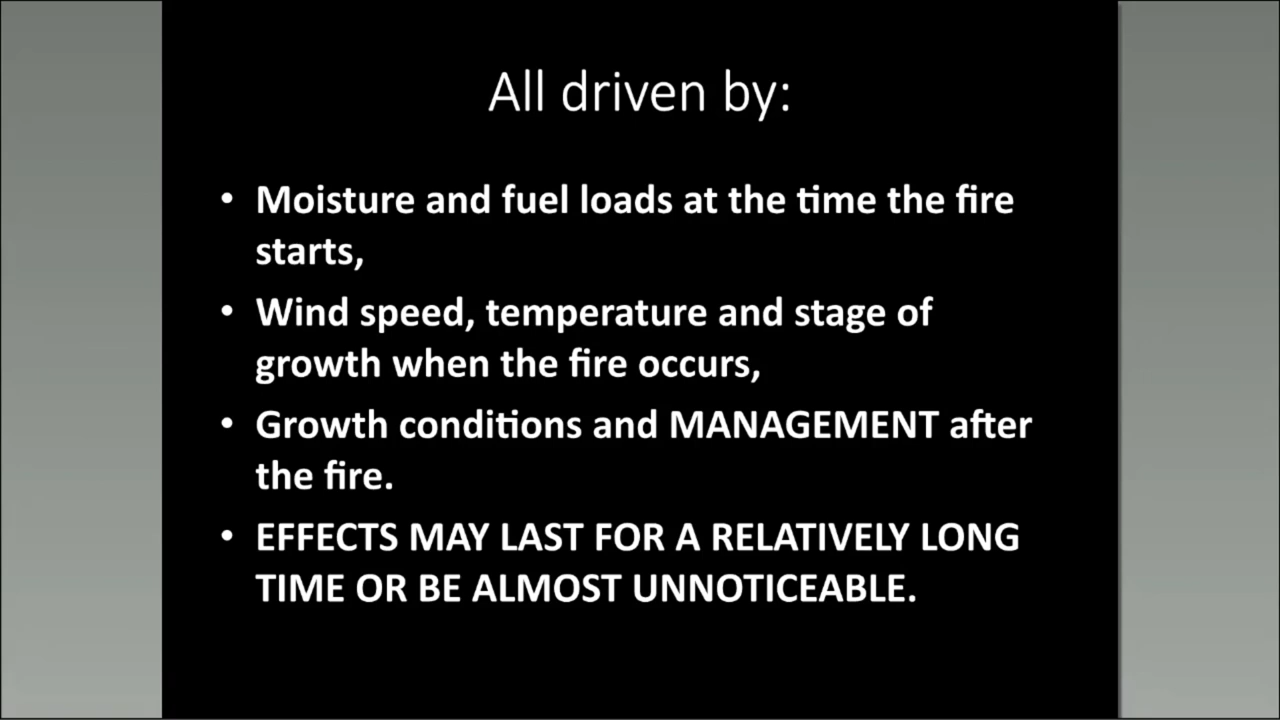 All driven by:
• Moisture and fuel loads at the time the fire
starts,
• Wind speed, temperature and stage of
growth when the fire occurs,
• Growth conditions and MANAGEMENT after
the fire.
• EFFECTS MAY LAST FOR A RELATIVELY LONG
TIME OR BE ALMOST UNNOTICEABLE.